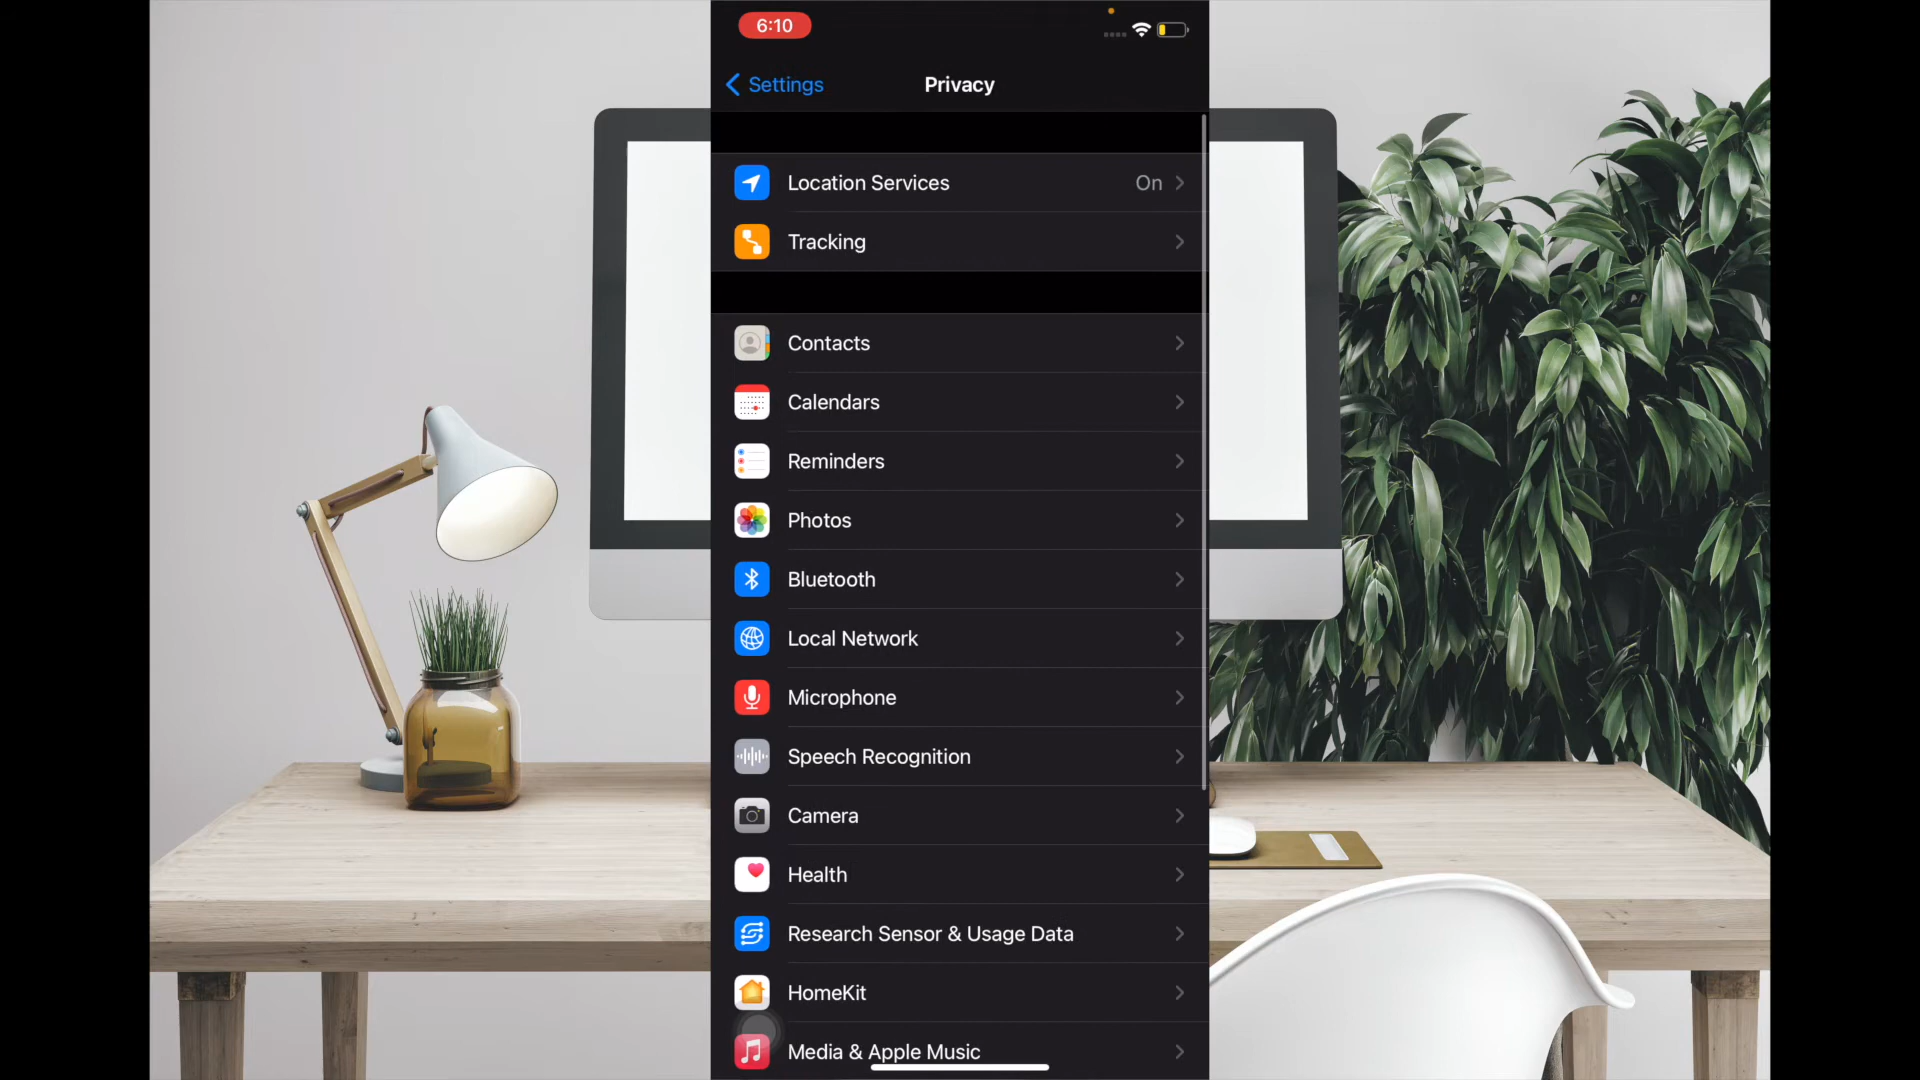 6:10
Settings
Privacy
Location Services On
Tracking
Contacts
Calendars
Reminders
Photos
Bluetooth
Local Network
Microphone
Speech Recognition
Camera
Health
Research Sensor & Usage Data
HomeKit
Media & Apple Music